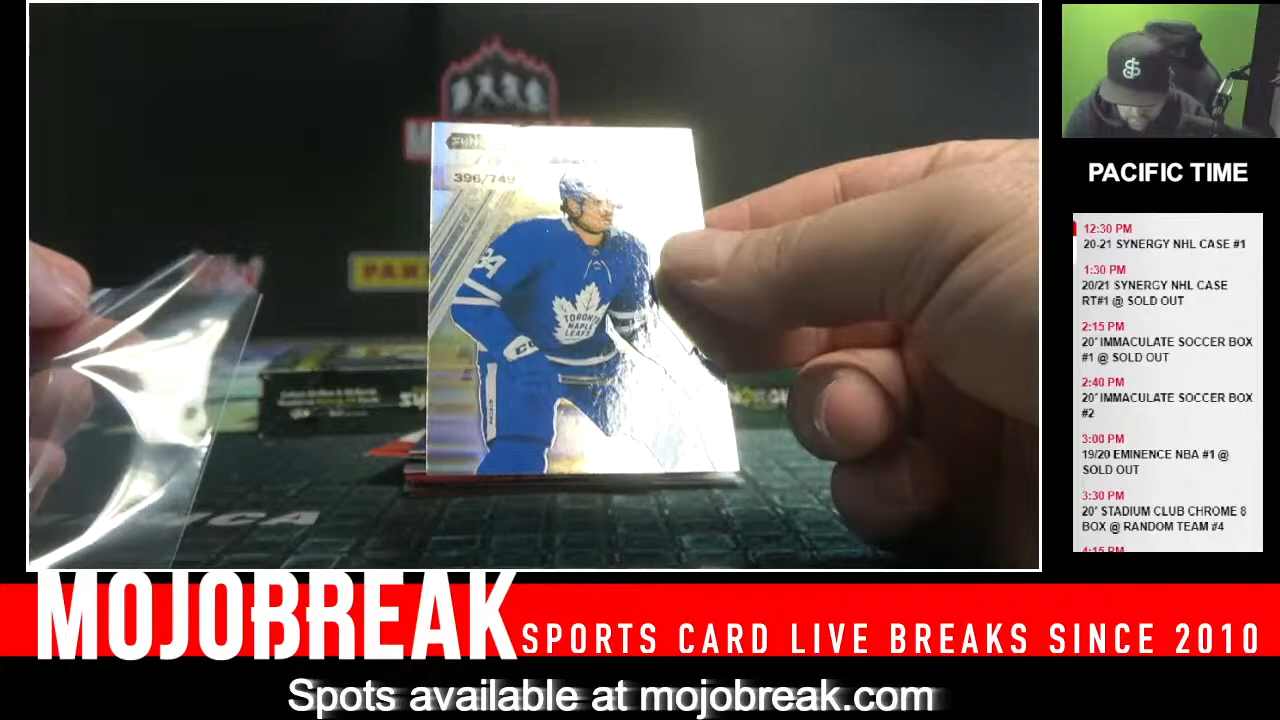 PACIFIC TIME
12:30 PM
20-21 SYNERGY NHL CASE #1
1:30 PM
20/21 SYNERGY NHL CASE
RT#1 @ SOLD OUT
2:15 PM
20' IMMACULATE SOCCER BOX
#1 @ SOLD OUT
2:40 PM
20' IMMACULATE SOCCER BOX
#2
3:00 PM
19/20 EMINENCE NBA #1 @
SOLD OUT
3:30 PM
20' STADIUM CLUB CHROME 8
BOX @ RANDOM TEAM #4
396/749
34
TORONTO
MAPLE
LEAFS
CCM
MOJOBREAK
SPORTS CARD LIVE BREAKS SINCE 2010
Spots available at mojobreak.com